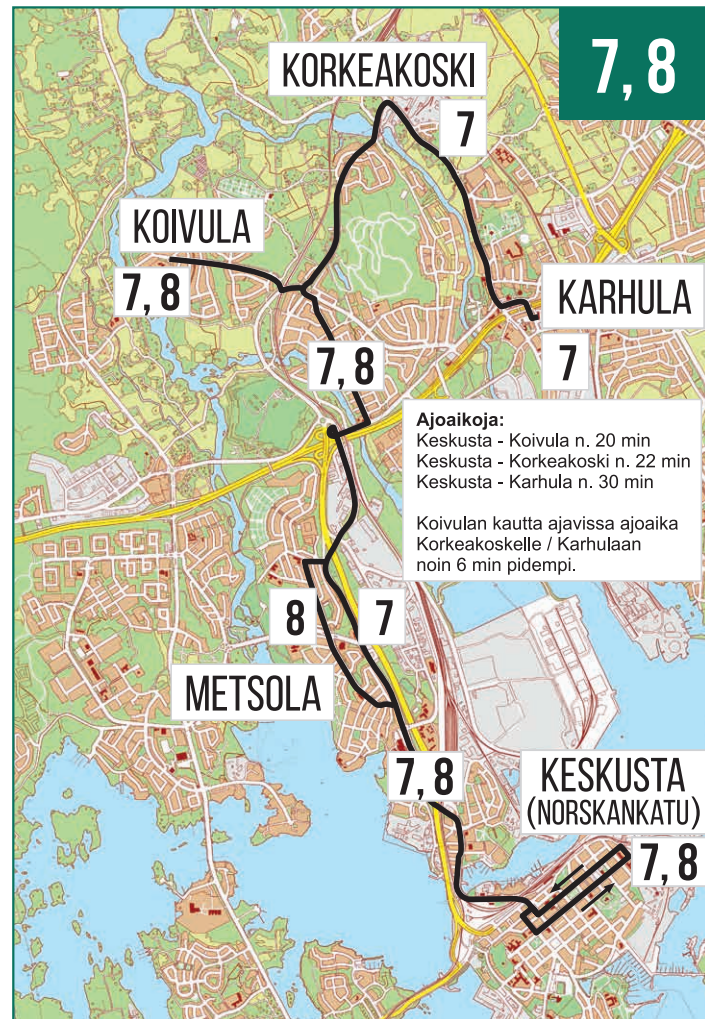 7, 8
KORKEAKOSKI
7
KOIVULA
7, 8
KARHULA
7
7, 8
Ajoaikoja:
Keskusta - Koivula n. 20 min
Keskusta - Korkeakoski n. 22 min
Keskusta - Karhula n. 30 min
Koivulan kautta ajavissa ajoaika
Korkeakoskelle / Karhulaan
noin 6 min pidempi.
8
7
METSOLA
7, 8
KESKUSTA
(NORSKANKATU)
7, 8